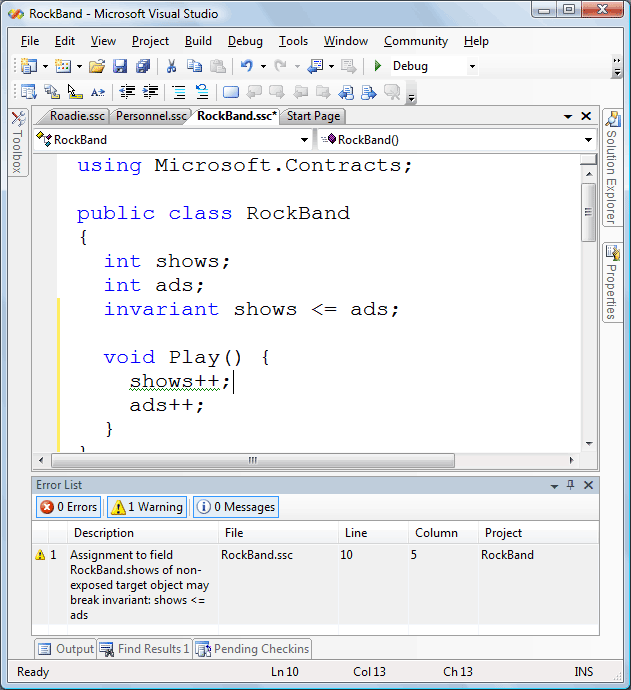 RockBand - Microsoft Visual Studio
File Edit View Project Build Debug Tools Window Community Help
Debug
Roadie.ssc Personnel.ssc RockBand.ssc* Start Page
RockBand RockBand()
Toolbox
Solution Explorer
Properties
using Microsoft.Contracts;
public class RockBand
{
int shows;
int ads;
invariant shows <= ads;
void Play() {
shows++;
ads++;
}
}
Error List
0 Errors 1 Warning 0 Messages
Description File Line Column Project
1 Assignment to field RockBand.ssc 10 5 RockBand
RockBand.shows of non-
exposed target object may
break invariant: shows <=
ads
Output Find Results 1 Pending Checkins
Ready Ln 10 Col 13 Ch 13 INS